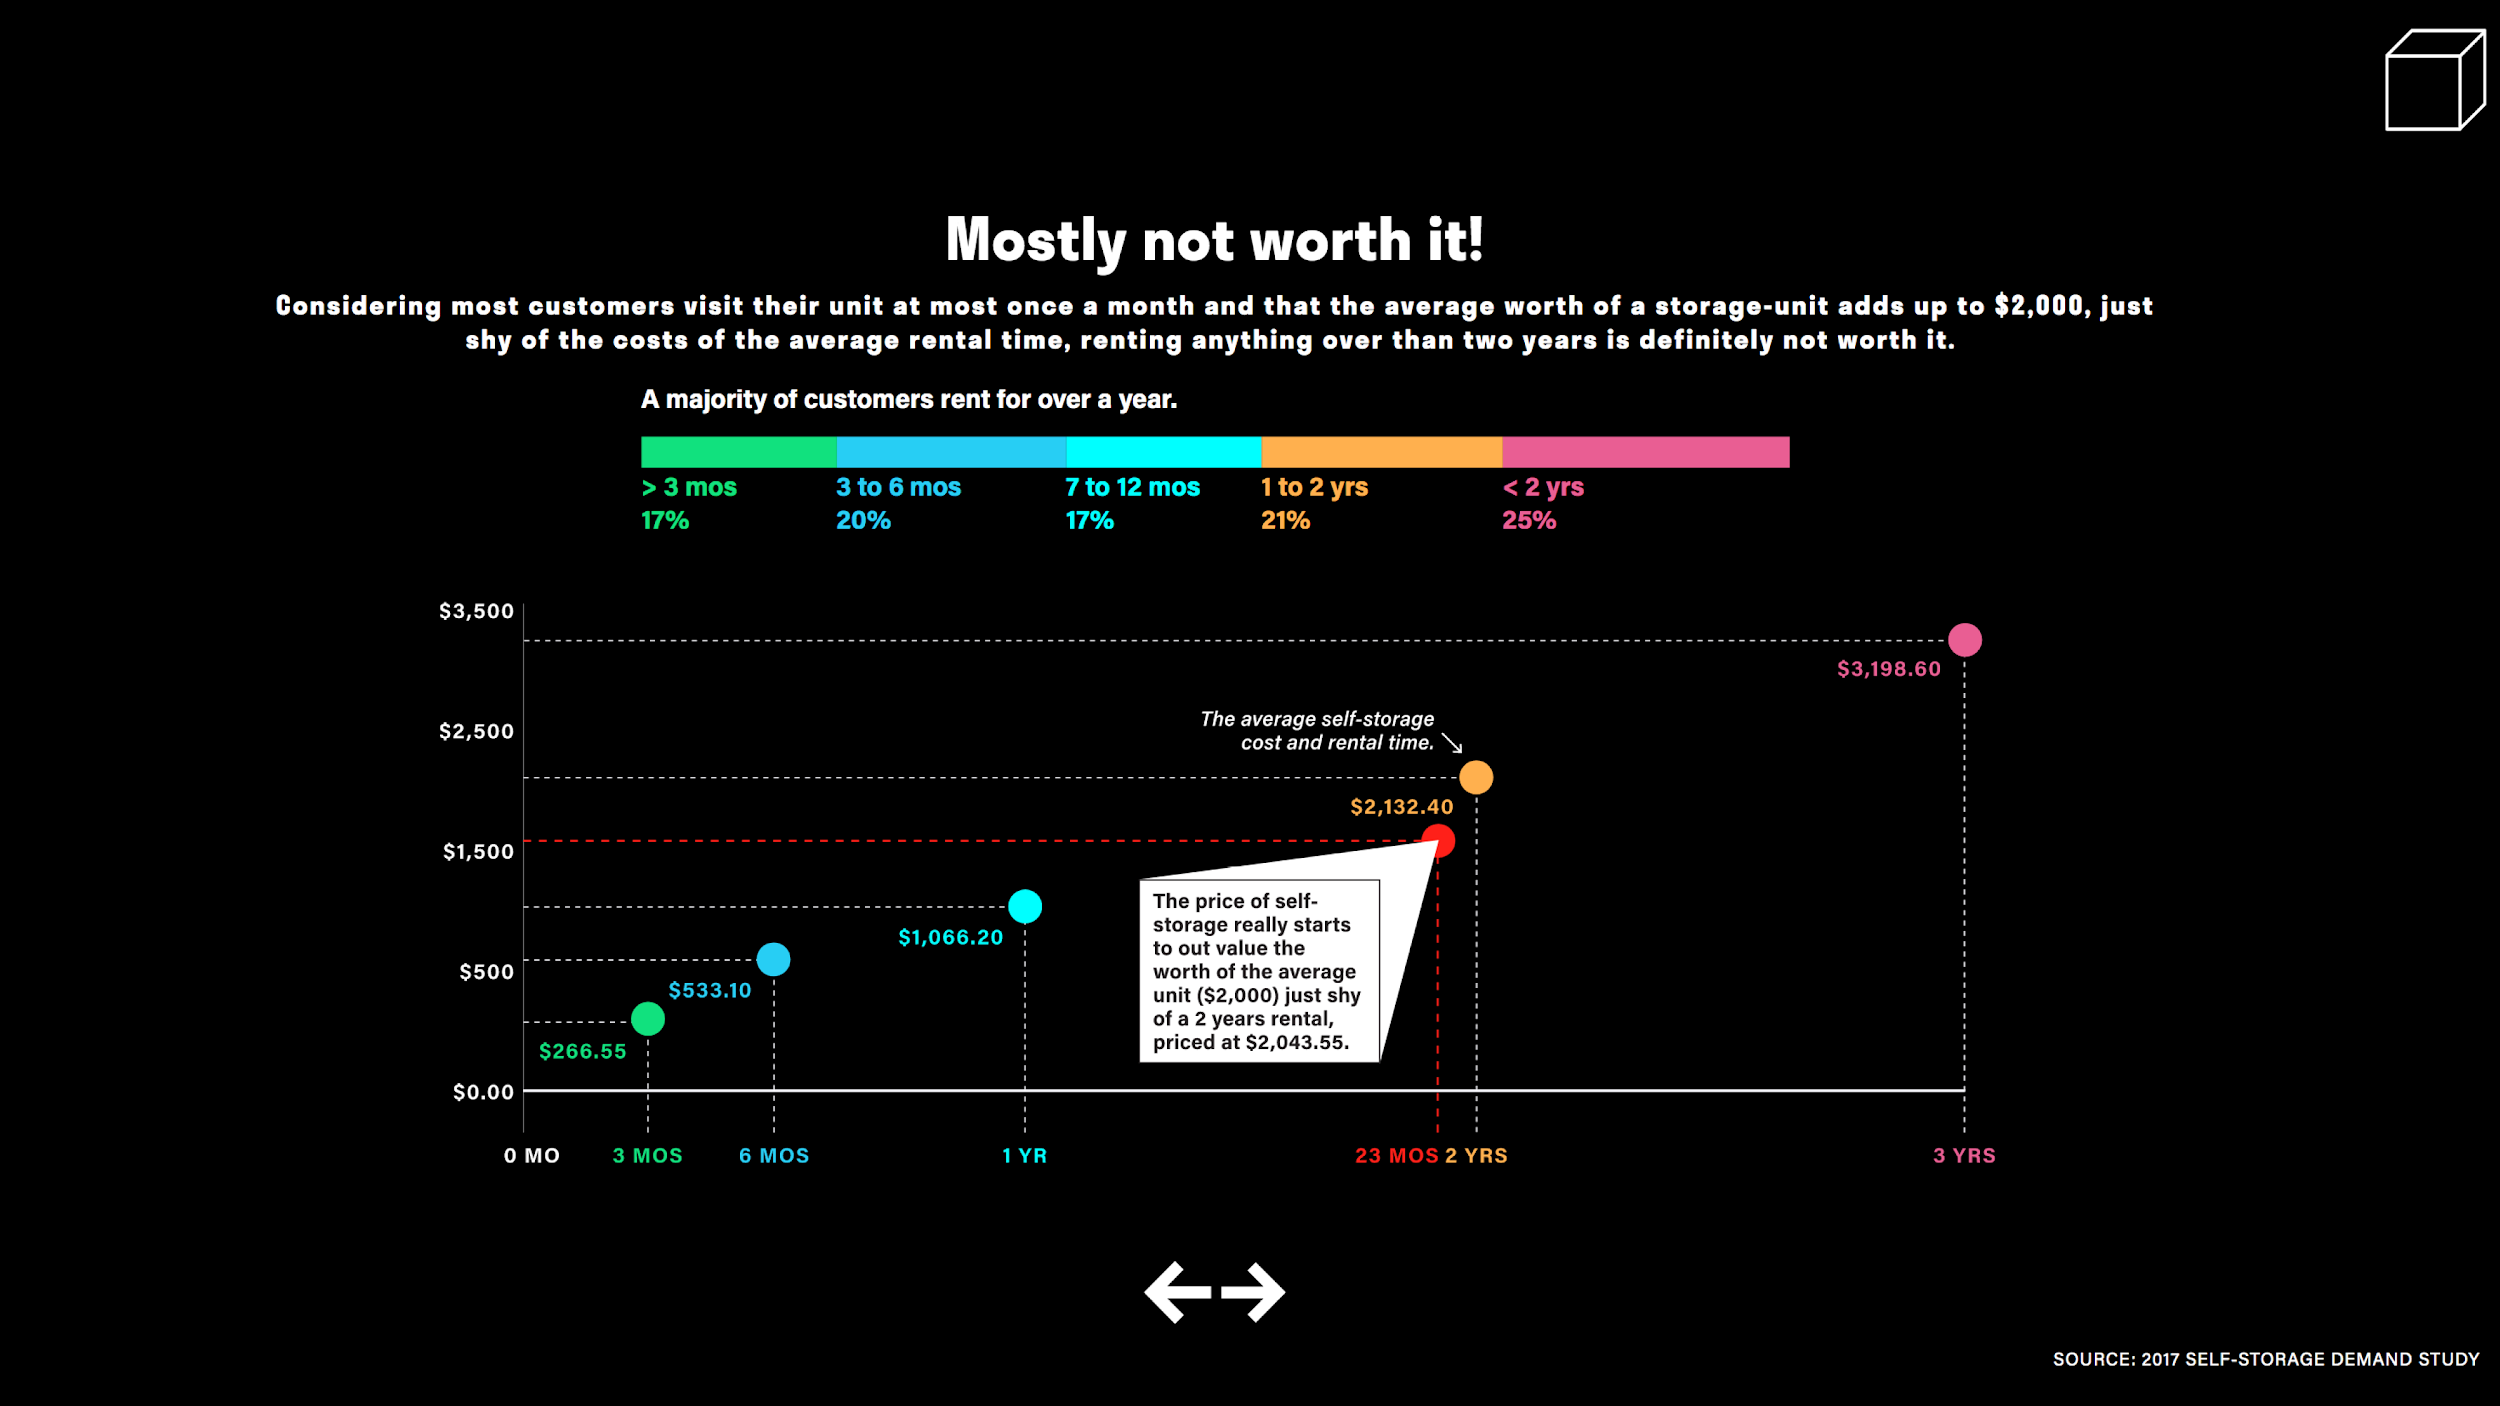 Mostly not worth it!
Considering most customers visit their unit at most once a month and that the average worth of a storage-unit adds up to $2,000, just
shy of the costs of the average rental time, renting anything over than two years is definitely not worth it.
A majority of customers rent for over a year.
> 3 mos
17%
3 to 6 mos
20%
7 to 12 mos
17%
1 to 2 yrs
21%
< 2 yrs
25%
$3,500
$2,500
$1,500
$500
$0.00
$3,198.60
The average self-storage
cost and rental time.
$2,132.40
$1,066.20
$533.10
$266.55
The price of self-
storage really starts
to out value the
worth of the average
unit ($2,000) just shy
of a 2 years rental,
priced at $2,043.55.
0 MO
3 MOS
6 MOS
1 YR
23 MOS
2 YRS
3 YRS
SOURCE: 2017 SELF-STORAGE DEMAND STUDY